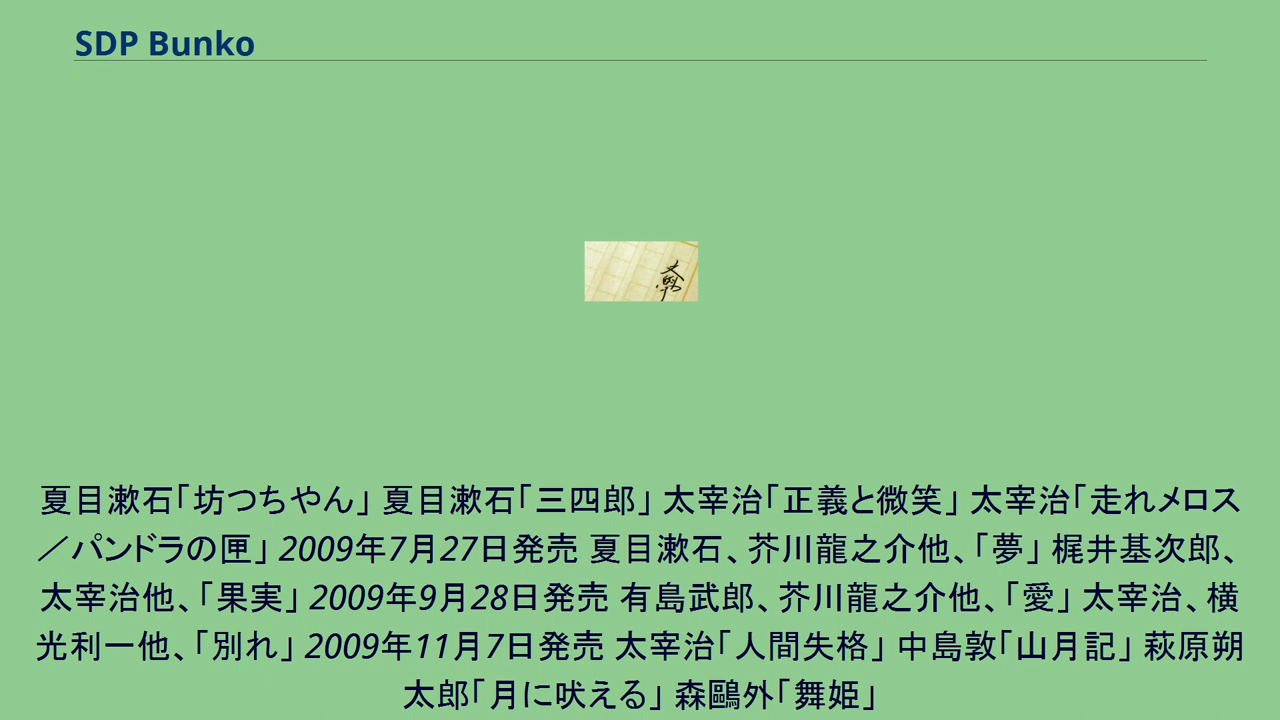 SDP Bunko
夏目漱石「坊つちやん」 夏目漱石「三四郎」 太宰治「正義と微笑」 太宰治「走れメロス
／パンドラの匣」 2009年7月27日発売 夏目漱石、芥川龍之介他、「夢」 梶井基次郎、
太宰治他、「果実」 2009年9月28日発売 有島武郎、芥川龍之介他、「愛」 太宰治、横
光利一他、「別れ」 2009年11月7日発売 太宰治「人間失格」 中島敦「山月記」 萩原朔
太郎「月に吠える」 森鷗外「舞姫」